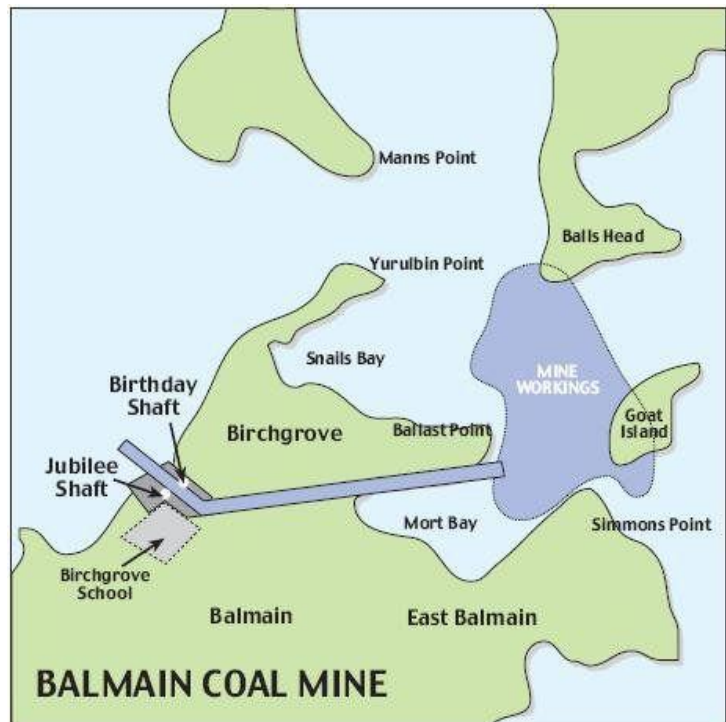 Manns Point
Balls Head
Yurulbin Point
Snails Bay
MINE
WORKINGS
Birthday
Shaft
Birchgrove
Ballast Point
Goat
Island
Jubilee
Shaft
Mort Bay
Simmons Point
Birchgrove
School
Balmain
East Balmain
BALMAIN COAL MINE